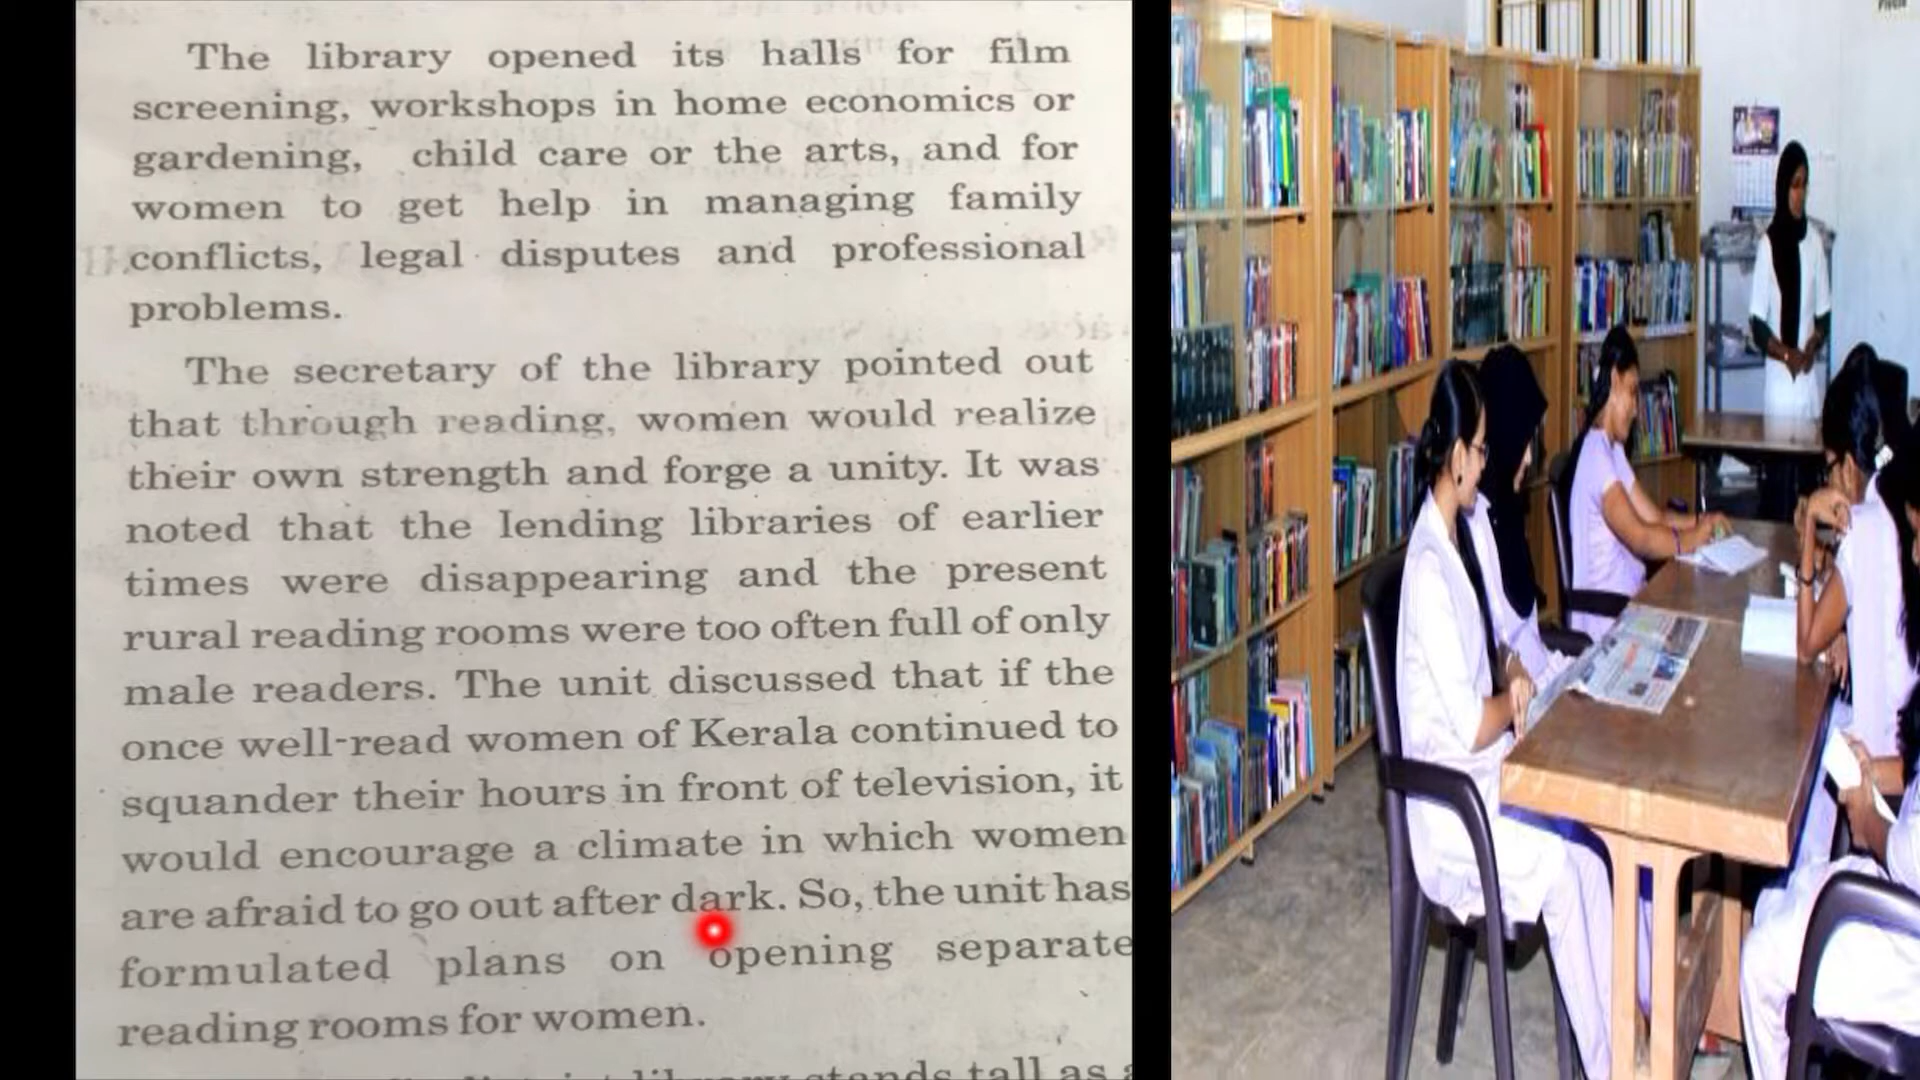 The library opened its halls for film
screening, workshops in home economics or
gardening, child care or the arts, and for
women to get help in managing family
conflicts, legal disputes and professional
problems.
The secretary of the library pointed out
that through reading, women would realize
their own strength and forge a unity. It was
noted that the lending libraries of earlier
times were disappearing and the present
rural reading rooms were too often full of only
male readers. The unit discussed that if the
once well-read women of Kerala continued to
squander their hours in front of television, it
would encourage a climate in which women
are afraid to go out after dark. So, the unit has
formulated plans on opening separate
reading rooms for women.
library stands tall as a